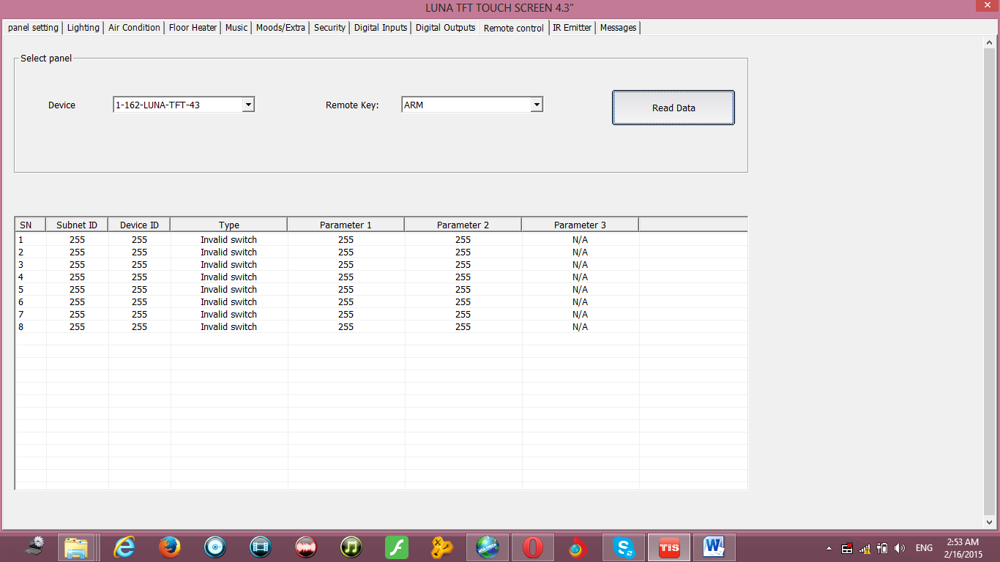 LUNA TFT TOUCH SCREEN 4.3"
panel setting Lighting Air Condition Floor Heater Music Moods/Extra Security Digital Inputs Digital Outputs Remote control IR Emitter Messages
Select panel
Device 1-162-LUNA-TFT-43 Remote Key: ARM Read Data
SN Subnet ID Device ID Type Parameter 1 Parameter 2 Parameter 3
1 255 255 Invalid switch 255 255 N/A
2 255 255 Invalid switch 255 255 N/A
3 255 255 Invalid switch 255 255 N/A
4 255 255 Invalid switch 255 255 N/A
5 255 255 Invalid switch 255 255 N/A
6 255 255 Invalid switch 255 255 N/A
7 255 255 Invalid switch 255 255 N/A
8 255 255 Invalid switch 255 255 N/A
TIS ENG 2:53 AM
2/16/2015